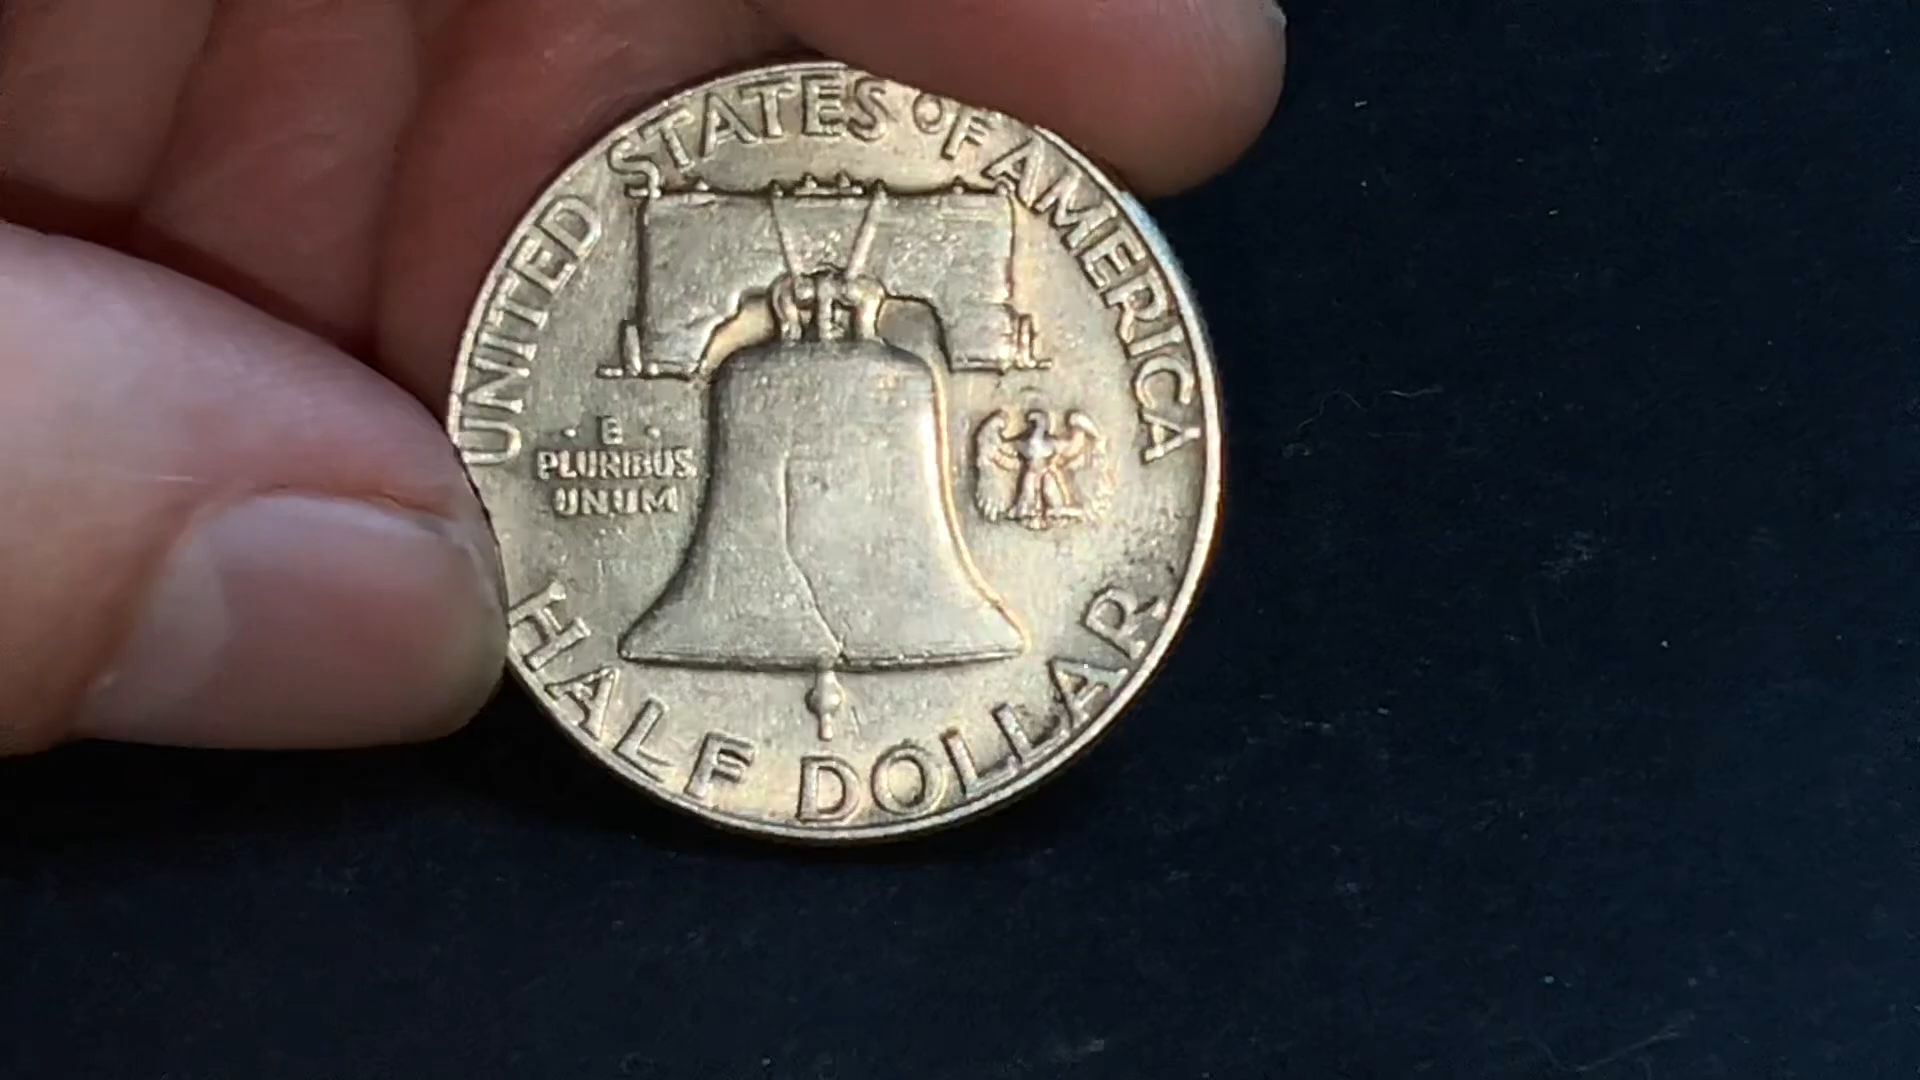 UNITED STATES OF AMERICA
· E ·
PLURIBUS
UNUM
HALF DOLLAR